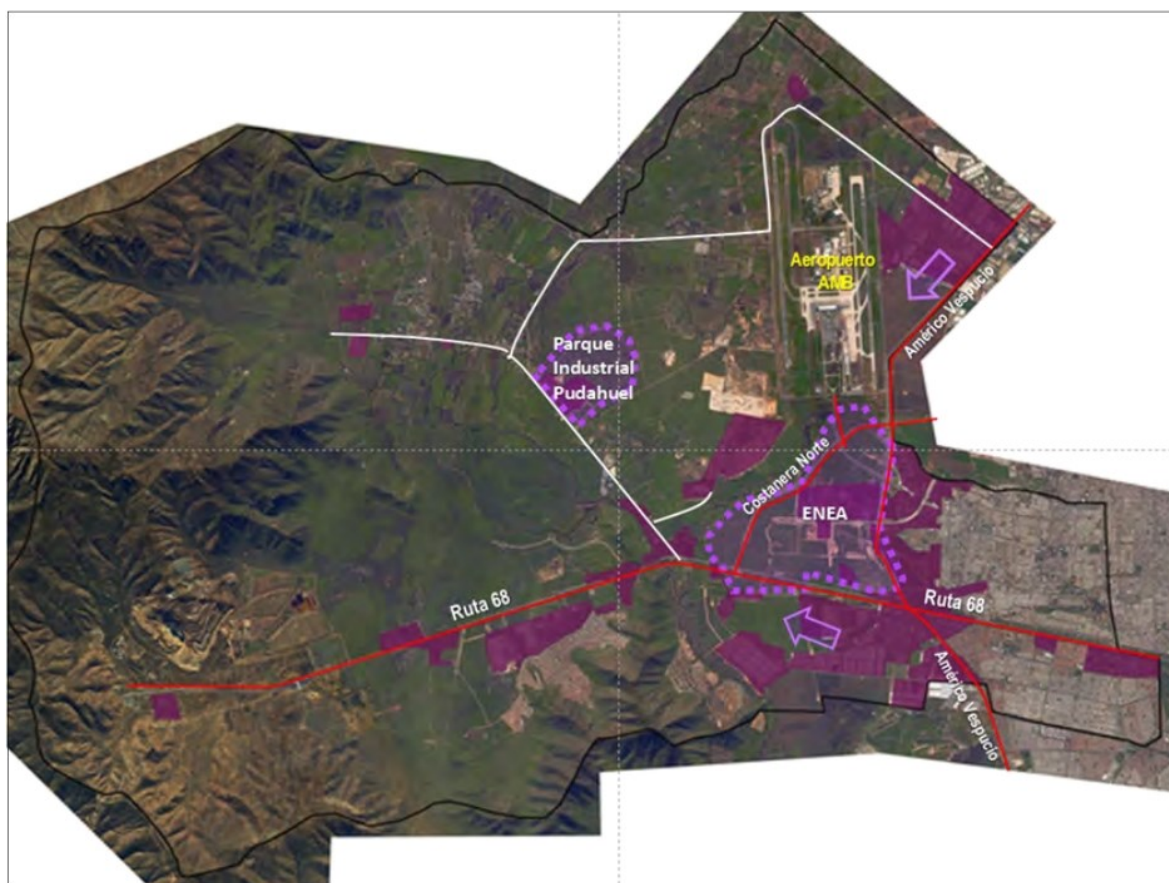 Aeropuerto
AMB
Américo Vespucio
Parque
Industrial
Pudahuel
Costanera Norte
ENEA
Ruta 68
Ruta 68
Américo Vespucio